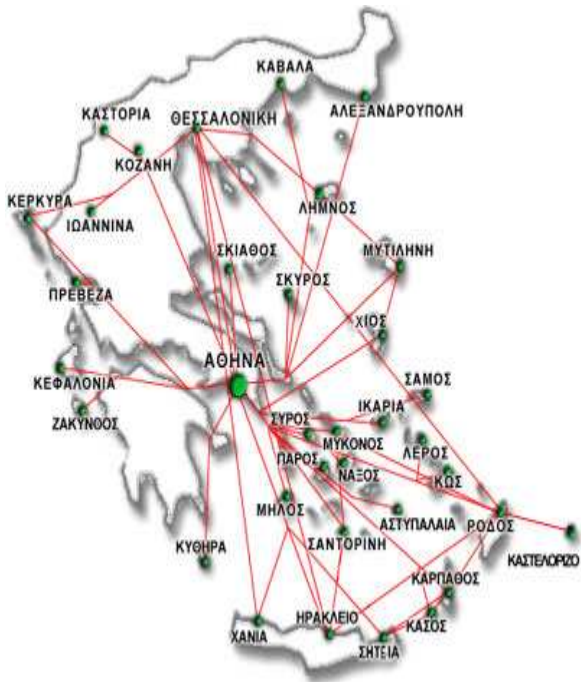 ΚΑΒΑΛΑ
ΑΛΕΞΑΝΔΡΟΥΠΟΛΗ
ΚΑΣΤΟΡΙΑ
ΘΕΣΣΑΛΟΝΙΚΗ
ΚΟΖΑΝΗ
ΚΕΡΚΥΡΑ
ΙΩΑΝΝΙΝΑ
ΛΗΜΝΟΣ
ΜΥΤΙΛΗΝΗ
ΣΚΙΑΘΟΣ
ΣΚΥΡΟΣ
ΠΡΕΒΕΖΑ
ΧΙΟΣ
ΑΘΗΝΑ
ΚΕΦΑΛΟΝΙΑ
ΣΑΜΟΣ
ΖΑΚΥΝΟΟΣ
ΣΥΡΟΣ
ΙΚΑΡΙΑ
ΜΥΚΟΝΟΣ
ΛΕΡΟΣ
ΠΑΡΟΣ
ΝΑΞΟΣ
ΚΩΣ
ΜΗΛΟΣ
ΑΣΤΥΠΑΛΑΙΑ
ΡΟΔΟΣ
ΣΑΝΤΟΡΙΝΗ
ΚΥΘΗΡΑ
ΚΑΣΤΕΛΟΡΙΖΟ
ΚΑΡΠΑΘΟΣ
ΗΡΑΚΛΕΙΟ
ΚΑΣΟΣ
ΧΑΝΙΑ
ΣΗΤΕΙΑ